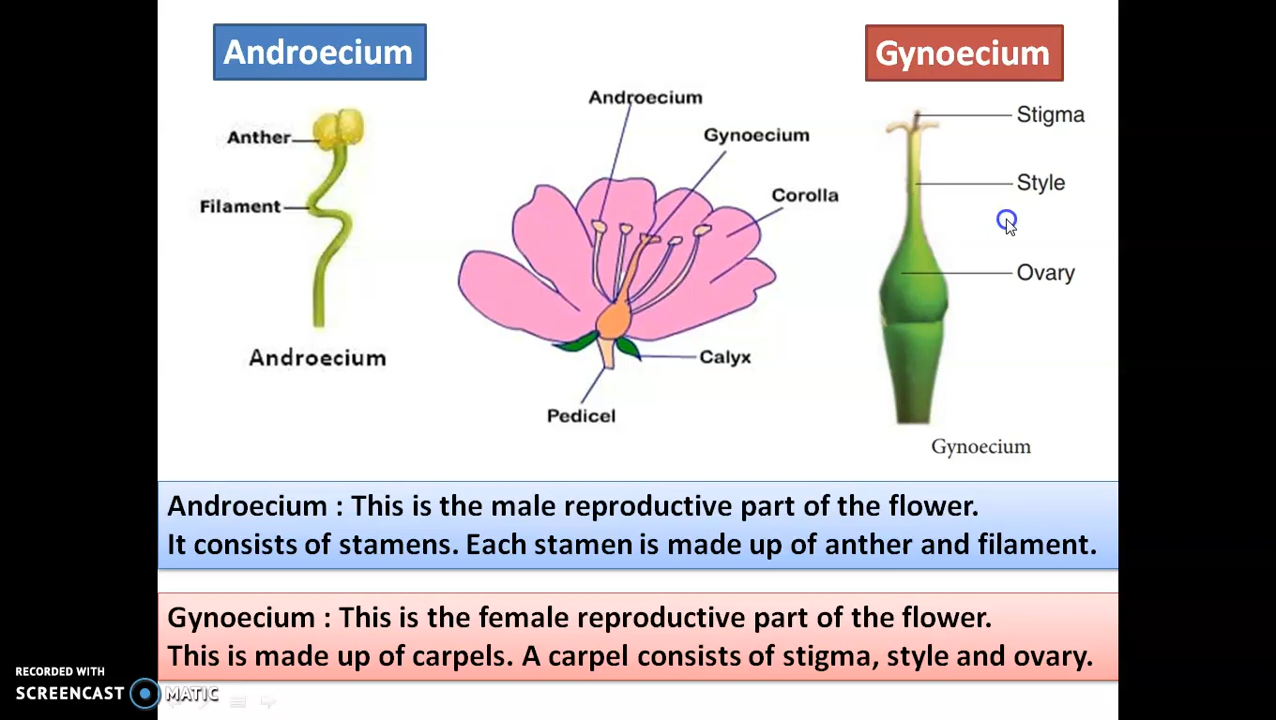 Androecium
Gynoecium
Androecium
Anther
Gynoecium
Stigma
Corolla
Style
Filament
Ovary
Androecium
Calyx
Pedicel
Gynoecium
Androecium : This is the male reproductive part of the flower.
It consists of stamens. Each stamen is made up of anther and filament.
Gynoecium : This is the female reproductive part of the flower.
This is made up of carpels. A carpel consists of stigma, style and ovary.
RECORDED WITH
SCREENCAST MATIC